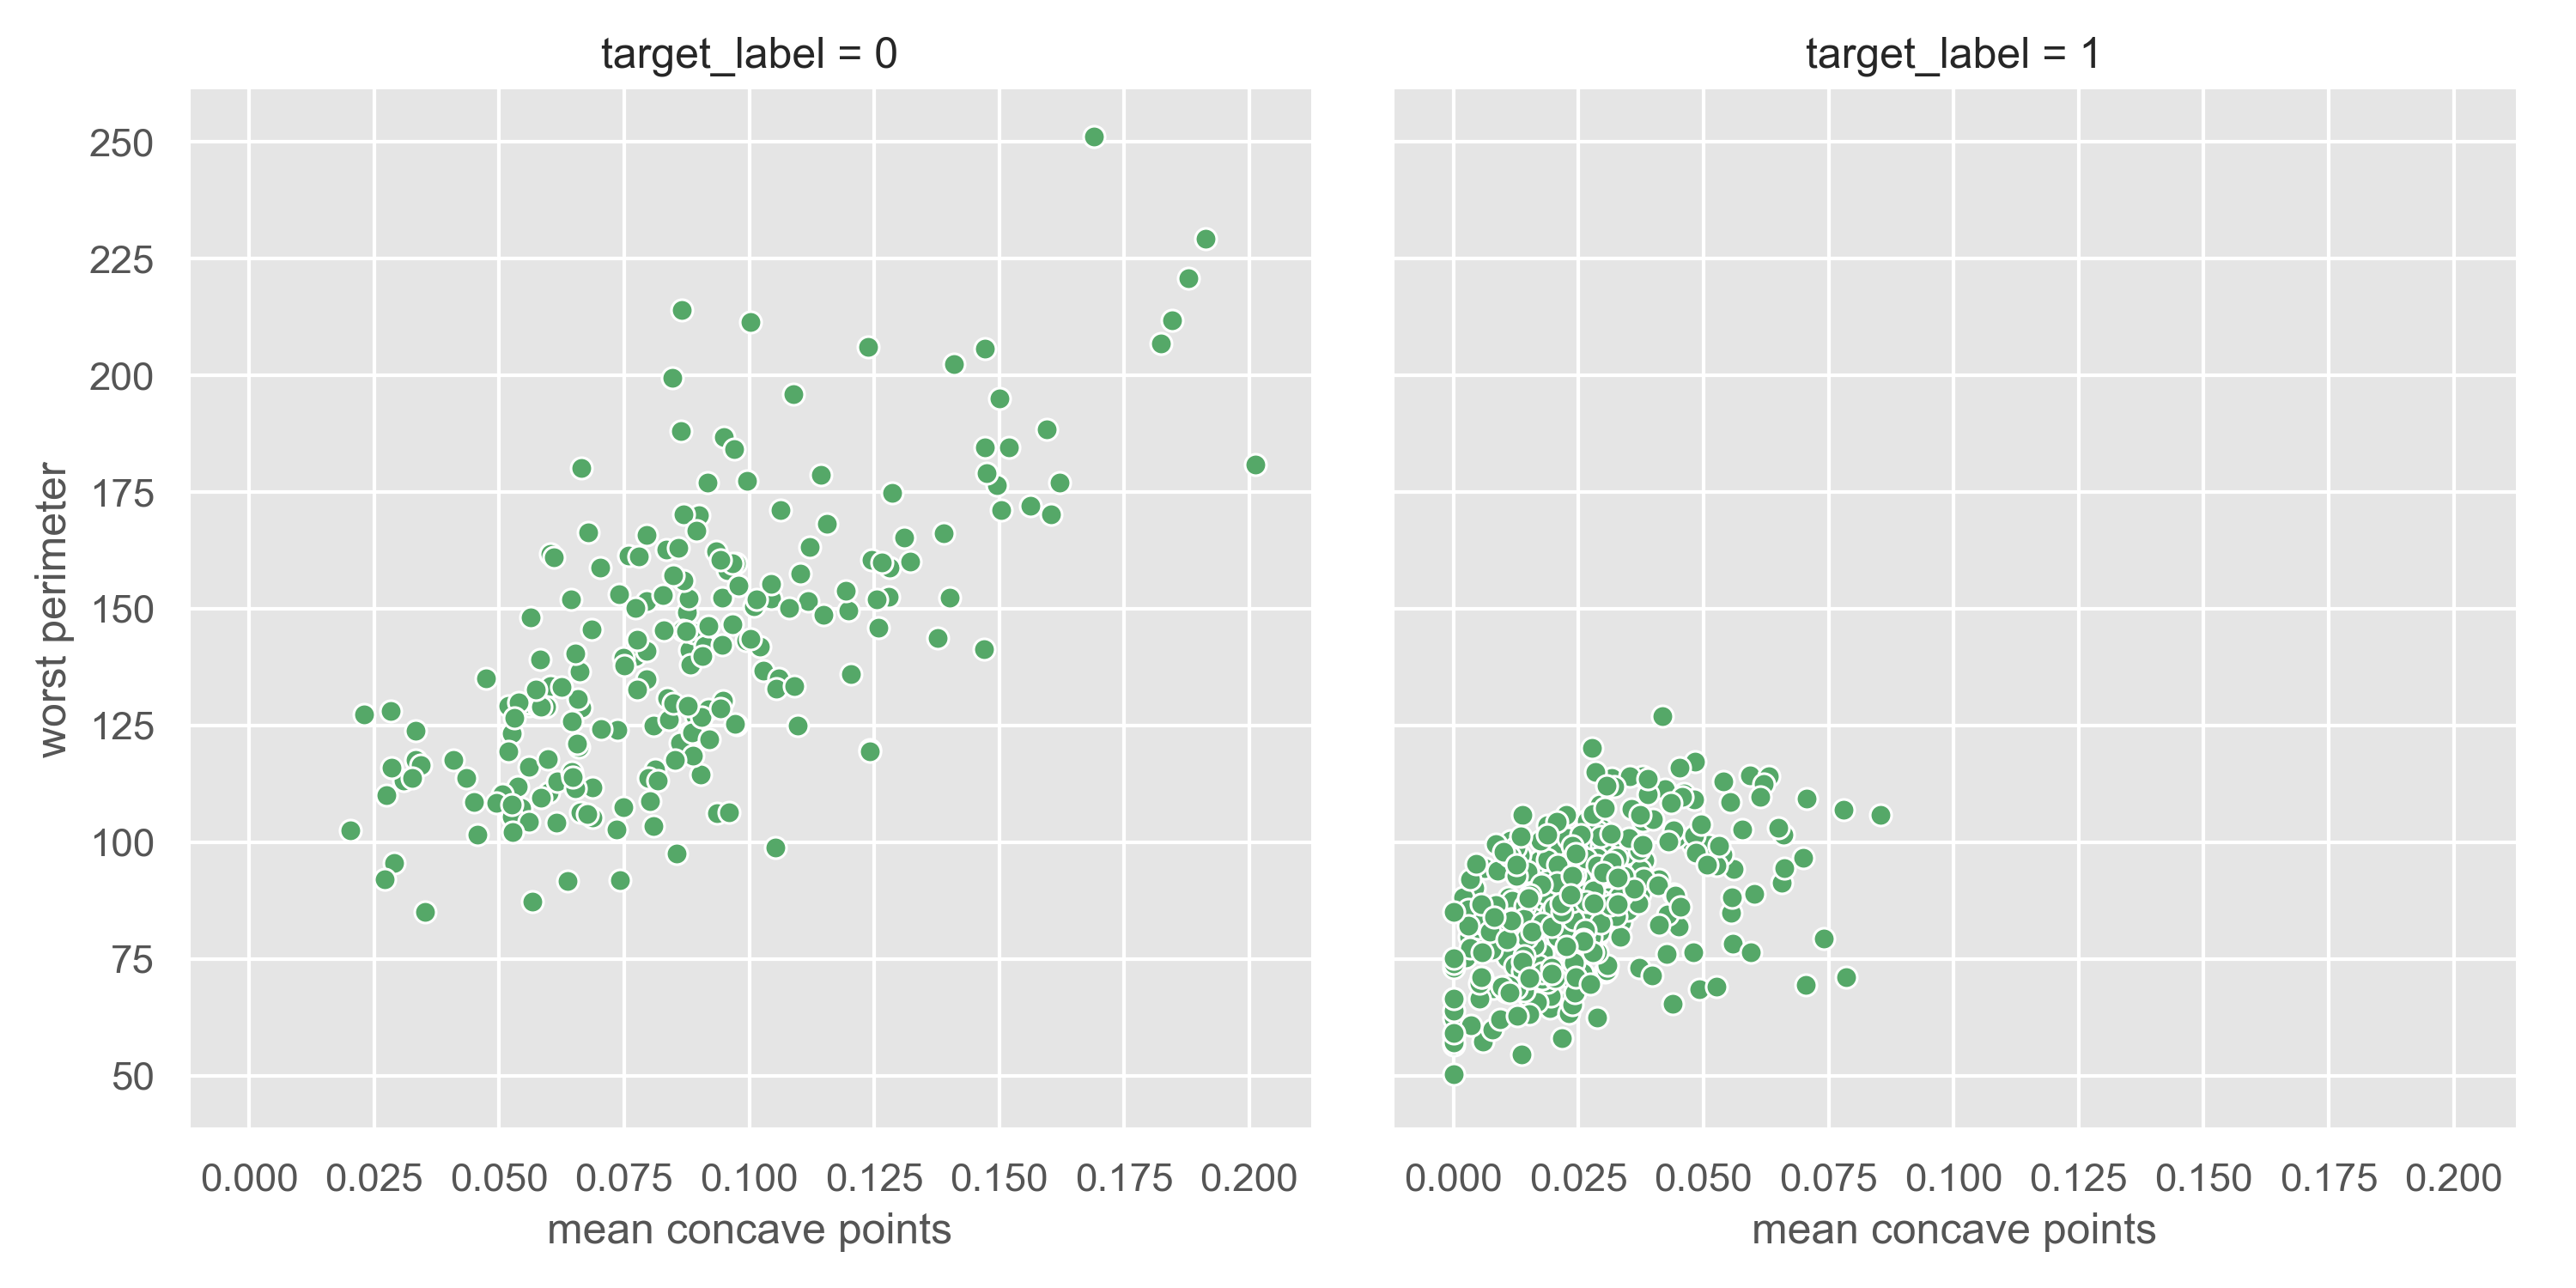 target_label = 0
target_label = 1
250
225
200
175
150
125
100
75
50
worst perimeter
0.000 0.025 0.050 0.075 0.100 0.125 0.150 0.175 0.200
0.000 0.025 0.050 0.075 0.100 0.125 0.150 0.175 0.200
mean concave points
mean concave points